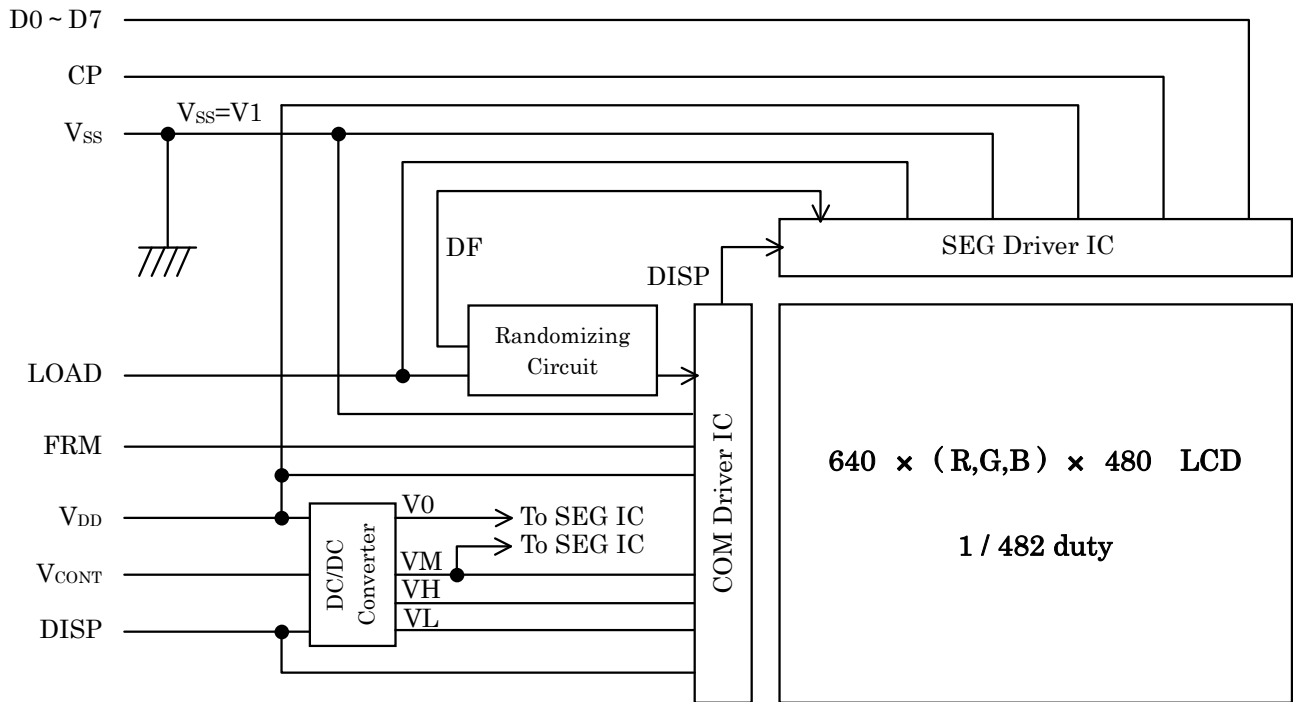 D0 ~ D7
CP
VSS=V1
VSS
SEG Driver IC
DF
DISP
Randomizing
Circuit
LOAD
COM Driver IC
FRM
640 × (R,G,B) × 480 LCD
V0
To SEG IC
VDD
To SEG IC
1 / 482 duty
DC/DC
Converter
VM
VCONT
VH
VL
DISP